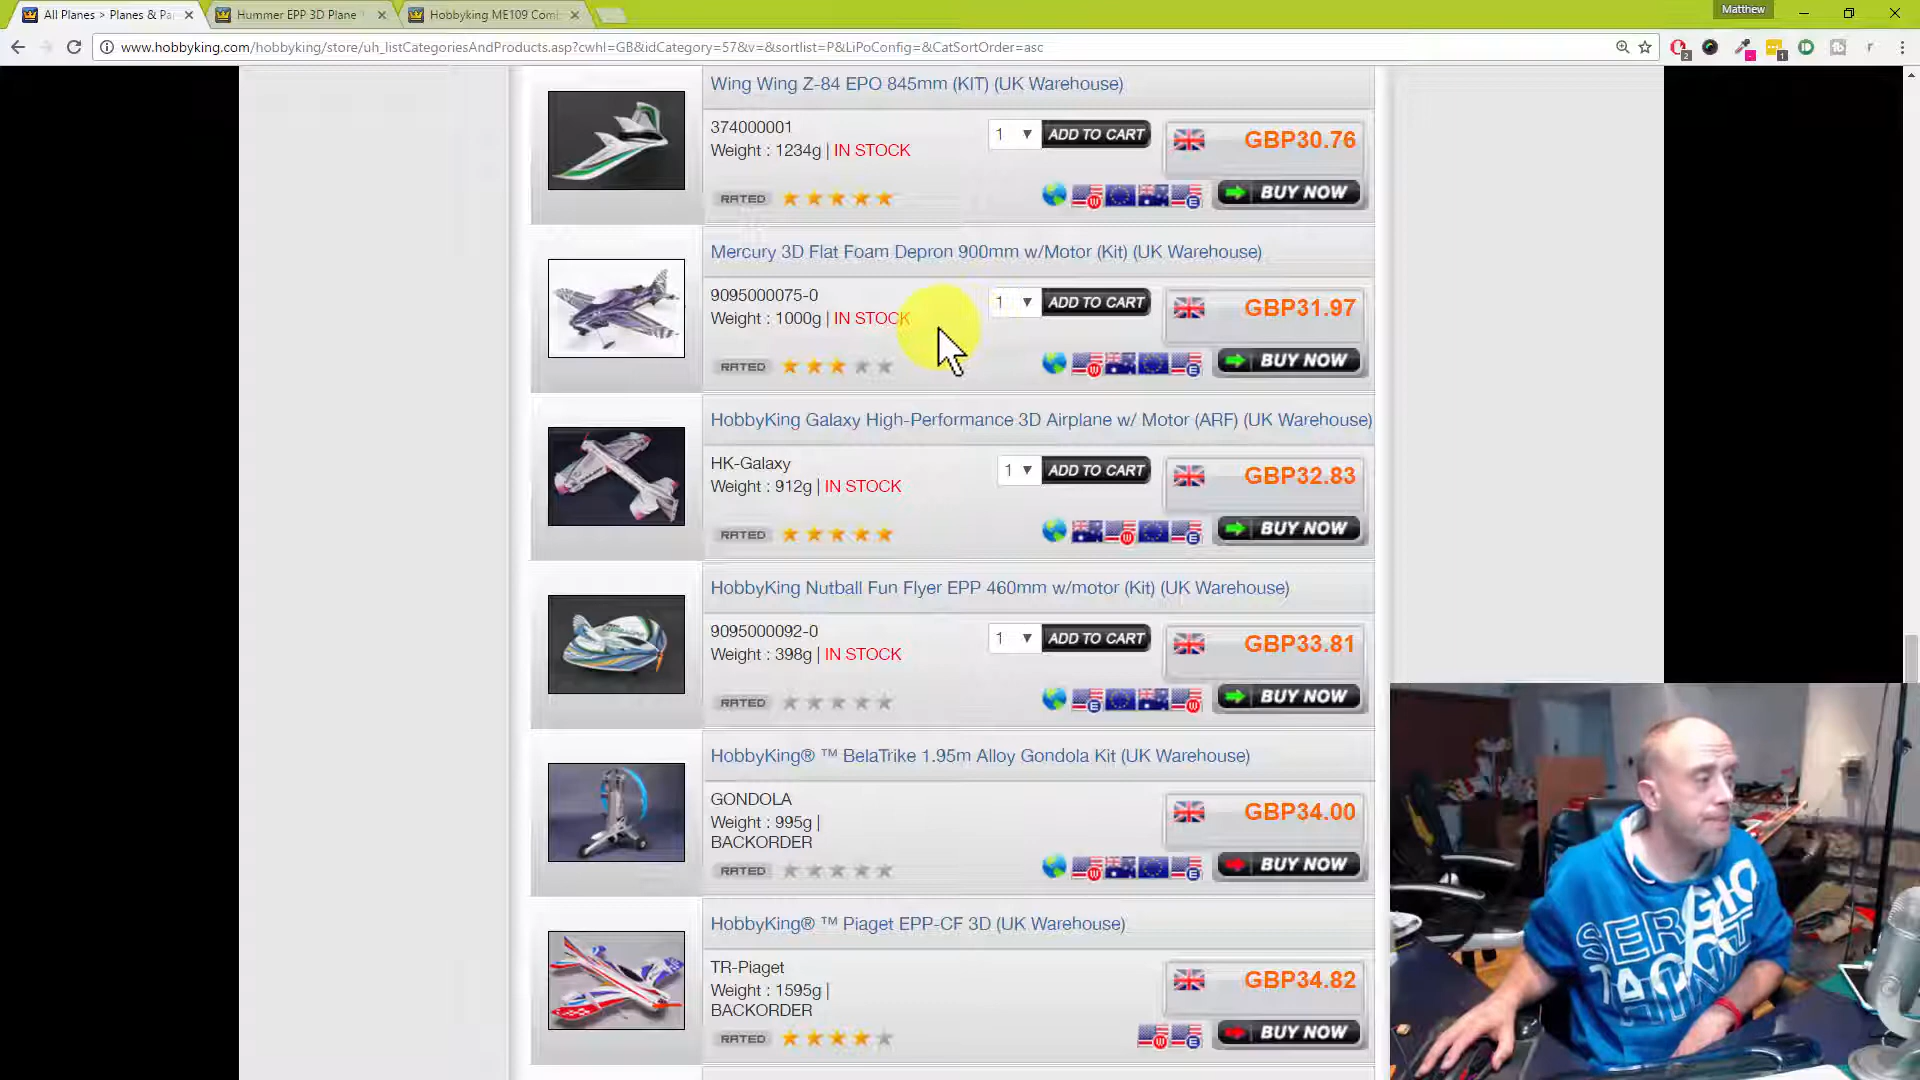 All Planes > Planes & Pa
Hummer EPP 3D Plane
Hobbyking ME109 Com
Matthew
www.hobbyking.com/hobbyking/store/uh_listCategoriesAndProducts.asp?cwhl=GB&idCategory=57&v=&sortlist=P&LiPoConfig=&CatSortOrder=asc
Wing Wing Z-84 EPO 845mm (KIT) (UK Warehouse)
374000001
Weight : 1234g | IN STOCK
1
ADD TO CART
GBP30.76
RATED
BUY NOW
Mercury 3D Flat Foam Depron 900mm w/Motor (Kit) (UK Warehouse)
9095000075-0
Weight : 1000g | IN STOCK
1
ADD TO CART
GBP31.97
RATED
BUY NOW
HobbyKing Galaxy High-Performance 3D Airplane w/ Motor (ARF) (UK Warehouse)
HK-Galaxy
Weight : 912g | IN STOCK
1
ADD TO CART
GBP32.83
RATED
BUY NOW
HobbyKing Nutball Fun Flyer EPP 460mm w/motor (Kit) (UK Warehouse)
9095000092-0
Weight : 398g | IN STOCK
1
ADD TO CART
GBP33.81
RATED
BUY NOW
HobbyKing® ™ BelaTrike 1.95m Alloy Gondola Kit (UK Warehouse)
GONDOLA
Weight : 995g |
BACKORDER
GBP34.00
RATED
BUY NOW
HobbyKing® ™ Piaget EPP-CF 3D (UK Warehouse)
TR-Piaget
Weight : 1595g |
BACKORDER
GBP34.82
RATED
BUY NOW
SERGIO